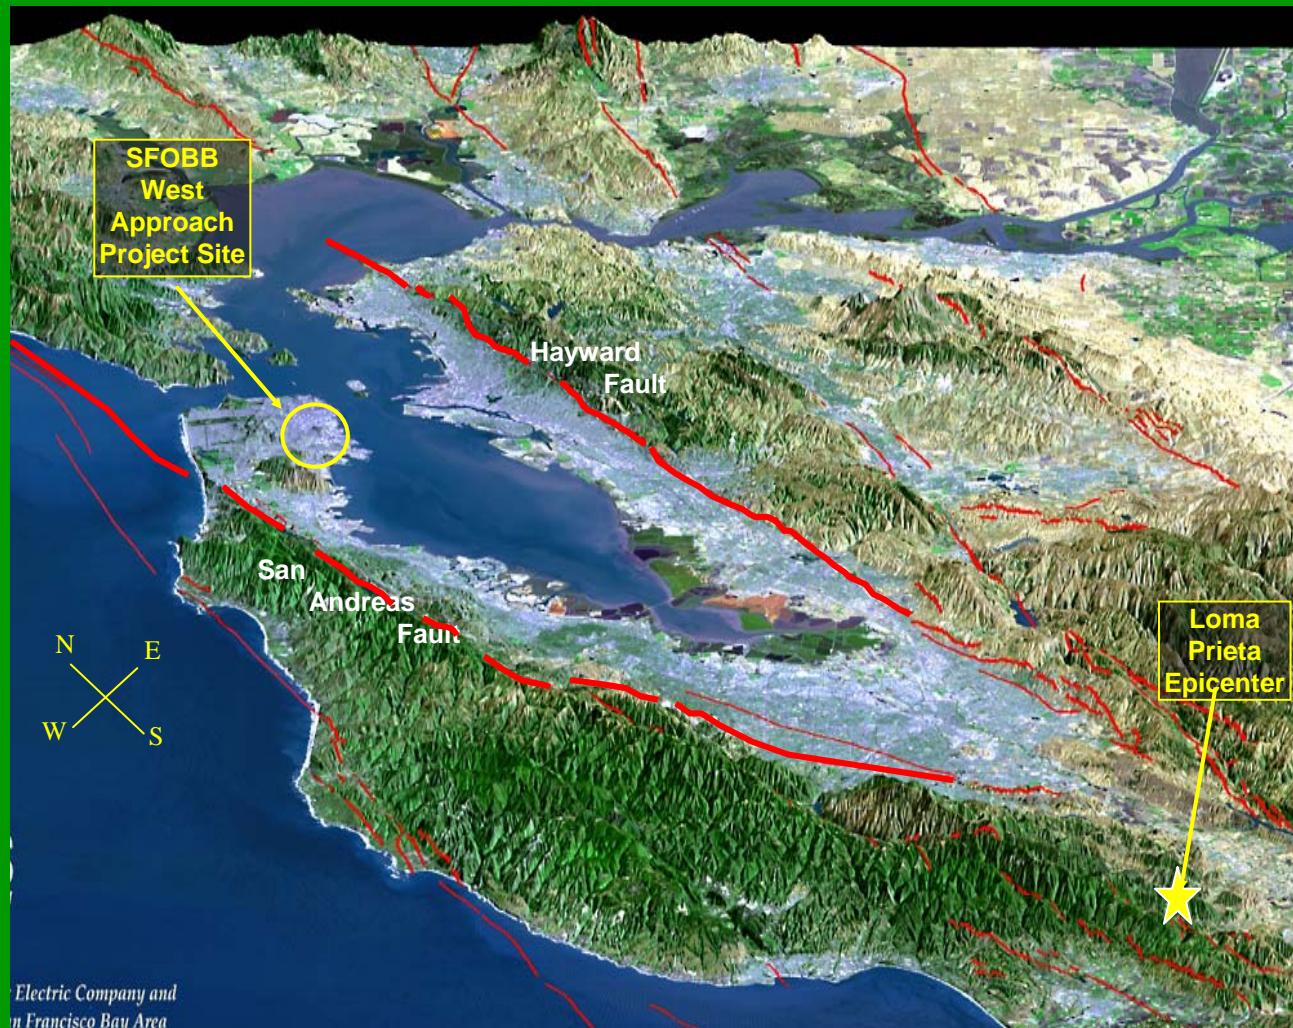 SFOBB
West
Approach
Project Site
Hayward
Fault
San
Andreas
Fault
N
E
W
S
Loma
Prieta
Epicenter
Electric Company and
Francisco Bay Area